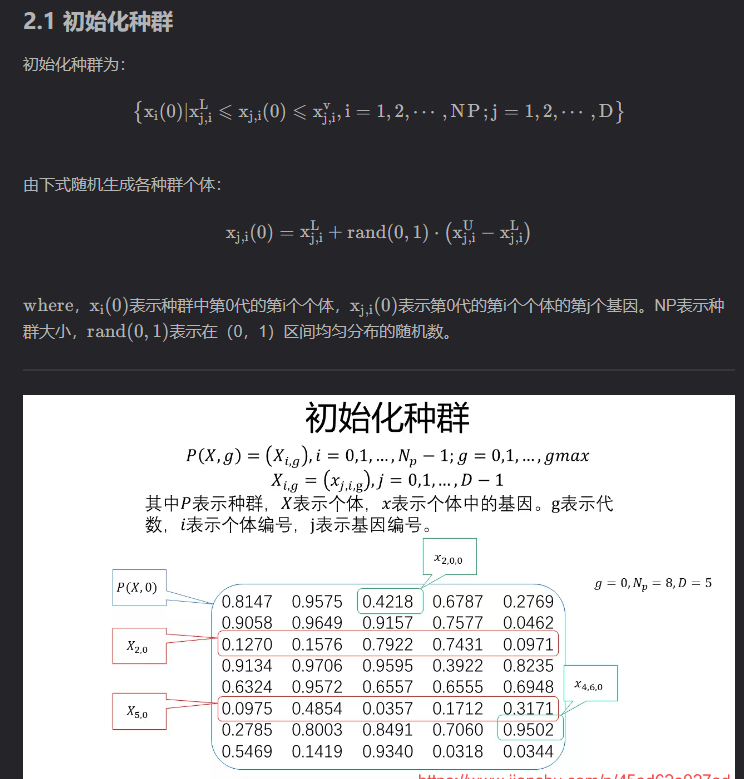 2.1 初始化种群
初始化种群为：
{x_i(0)|x_{j,i}^L ⩽ x_{j,i}(0) ⩽ x_{j,i}^v, i = 1, 2, ⋯, NP; j = 1, 2, ⋯, D}
由下式随机生成各种群个体：
x_{j,i}(0) = x_{j,i}^L + rand(0, 1) · (x_{j,i}^U − x_{j,i}^L)
where，x_i(0)表示种群中第0代的第i个个体，x_{j,i}(0)表示第0代的第i个个体的第j个基因。NP表示种
群大小，rand(0, 1)表示在（0，1）区间均匀分布的随机数。
初始化种群
P(X, g) = (X_{i,g}), i = 0,1, …, N_p − 1; g = 0,1, …, gmax
X_{i,g} = (x_{j,i,g}), j = 0,1, …, D − 1
其中P表示种群，X表示个体，x表示个体中的基因。g表示代
数，i表示个体编号，j表示基因编号。
x_{2,0,0}
g = 0, N_p = 8, D = 5
P(X, 0)
0.8147 0.9575 0.4218 0.6787 0.2769
0.9058 0.9649 0.9157 0.7577 0.0462
X_{2,0}
0.1270 0.1576 0.7922 0.7431 0.0971
0.9134 0.9706 0.9595 0.3922 0.8235
0.6324 0.9572 0.6557 0.6555 0.6948
x_{4,6,0}
X_{5,0}
0.0975 0.4854 0.0357 0.1712 0.3171
0.2785 0.8003 0.8491 0.7060 0.9502
0.5469 0.1419 0.9340 0.0318 0.0344